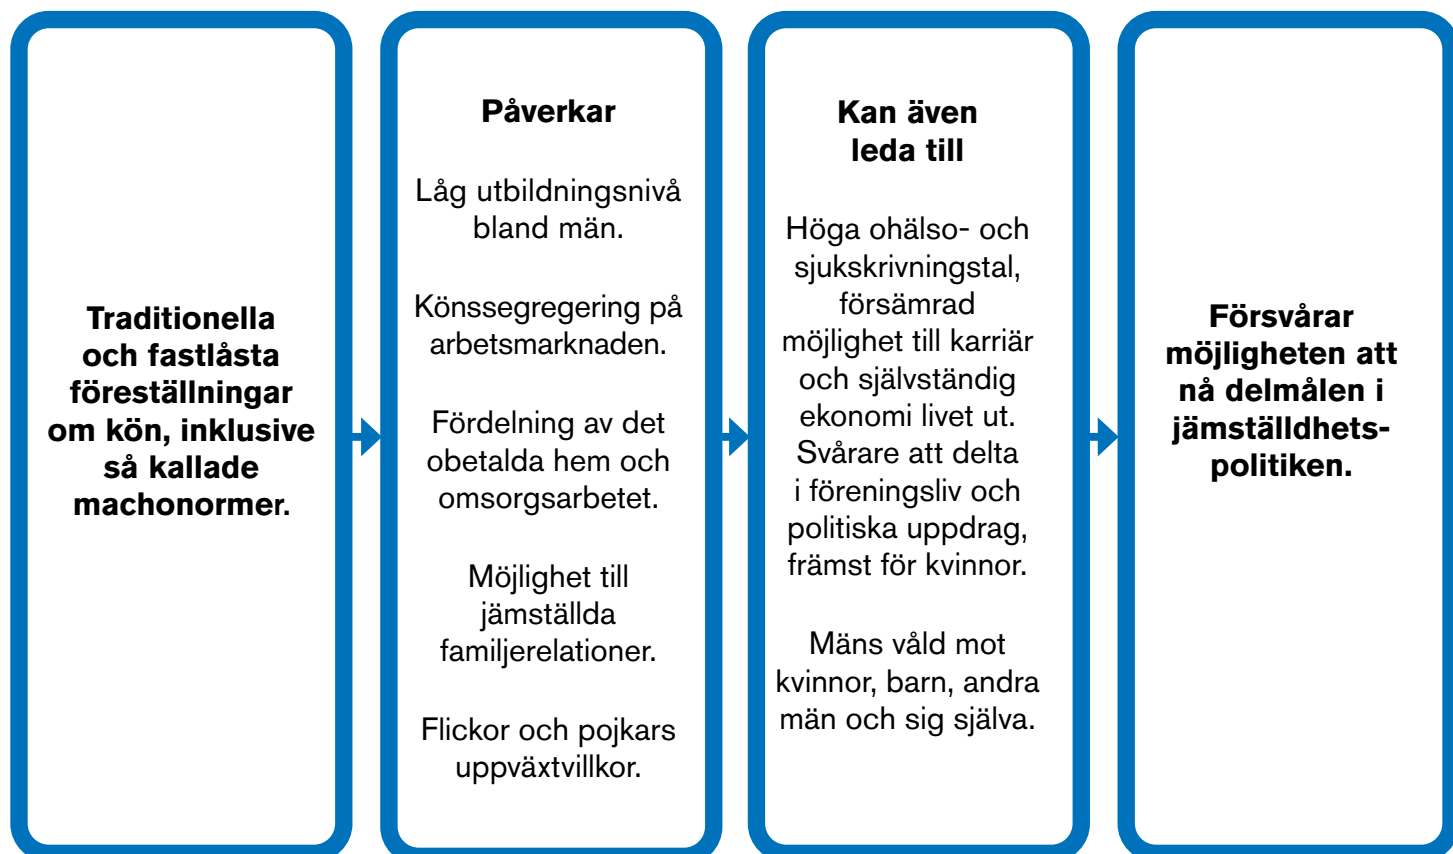 Traditionella
och fastlåsta
föreställningar
om kön, inklusive
så kallade
machonormer.
Påverkar
Låg utbildningsnivå
bland män.
Könssegregering på
arbetsmarknaden.
Fördelning av det
obetalda hem och
omsorgsarbetet.
Möjlighet till
jämställda
familjerelationer.
Flickor och pojkars
uppväxtvillkor.
Kan även
leda till
Höga ohälso- och
sjukskrivningstal,
försämrad
möjlighet till karriär
och självständig
ekonomi livet ut.
Svårare att delta
i föreningsliv och
politiska uppdrag,
främst för kvinnor.
Mäns våld mot
kvinnor, barn, andra
män och sig själva.
Försvårar
möjligheten att
nå delmålen i
jämställdhets-
politiken.